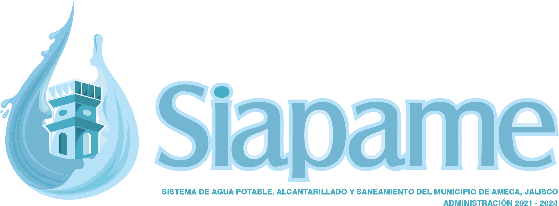 Siapame
SISTEMA DE AGUA POTABLE, ALCANTARILLADO Y SANEAMIENTO DEL MUNICIPIO DE AMECA, JALISCO
ADMINISTRACIÓN 2021 - 2024